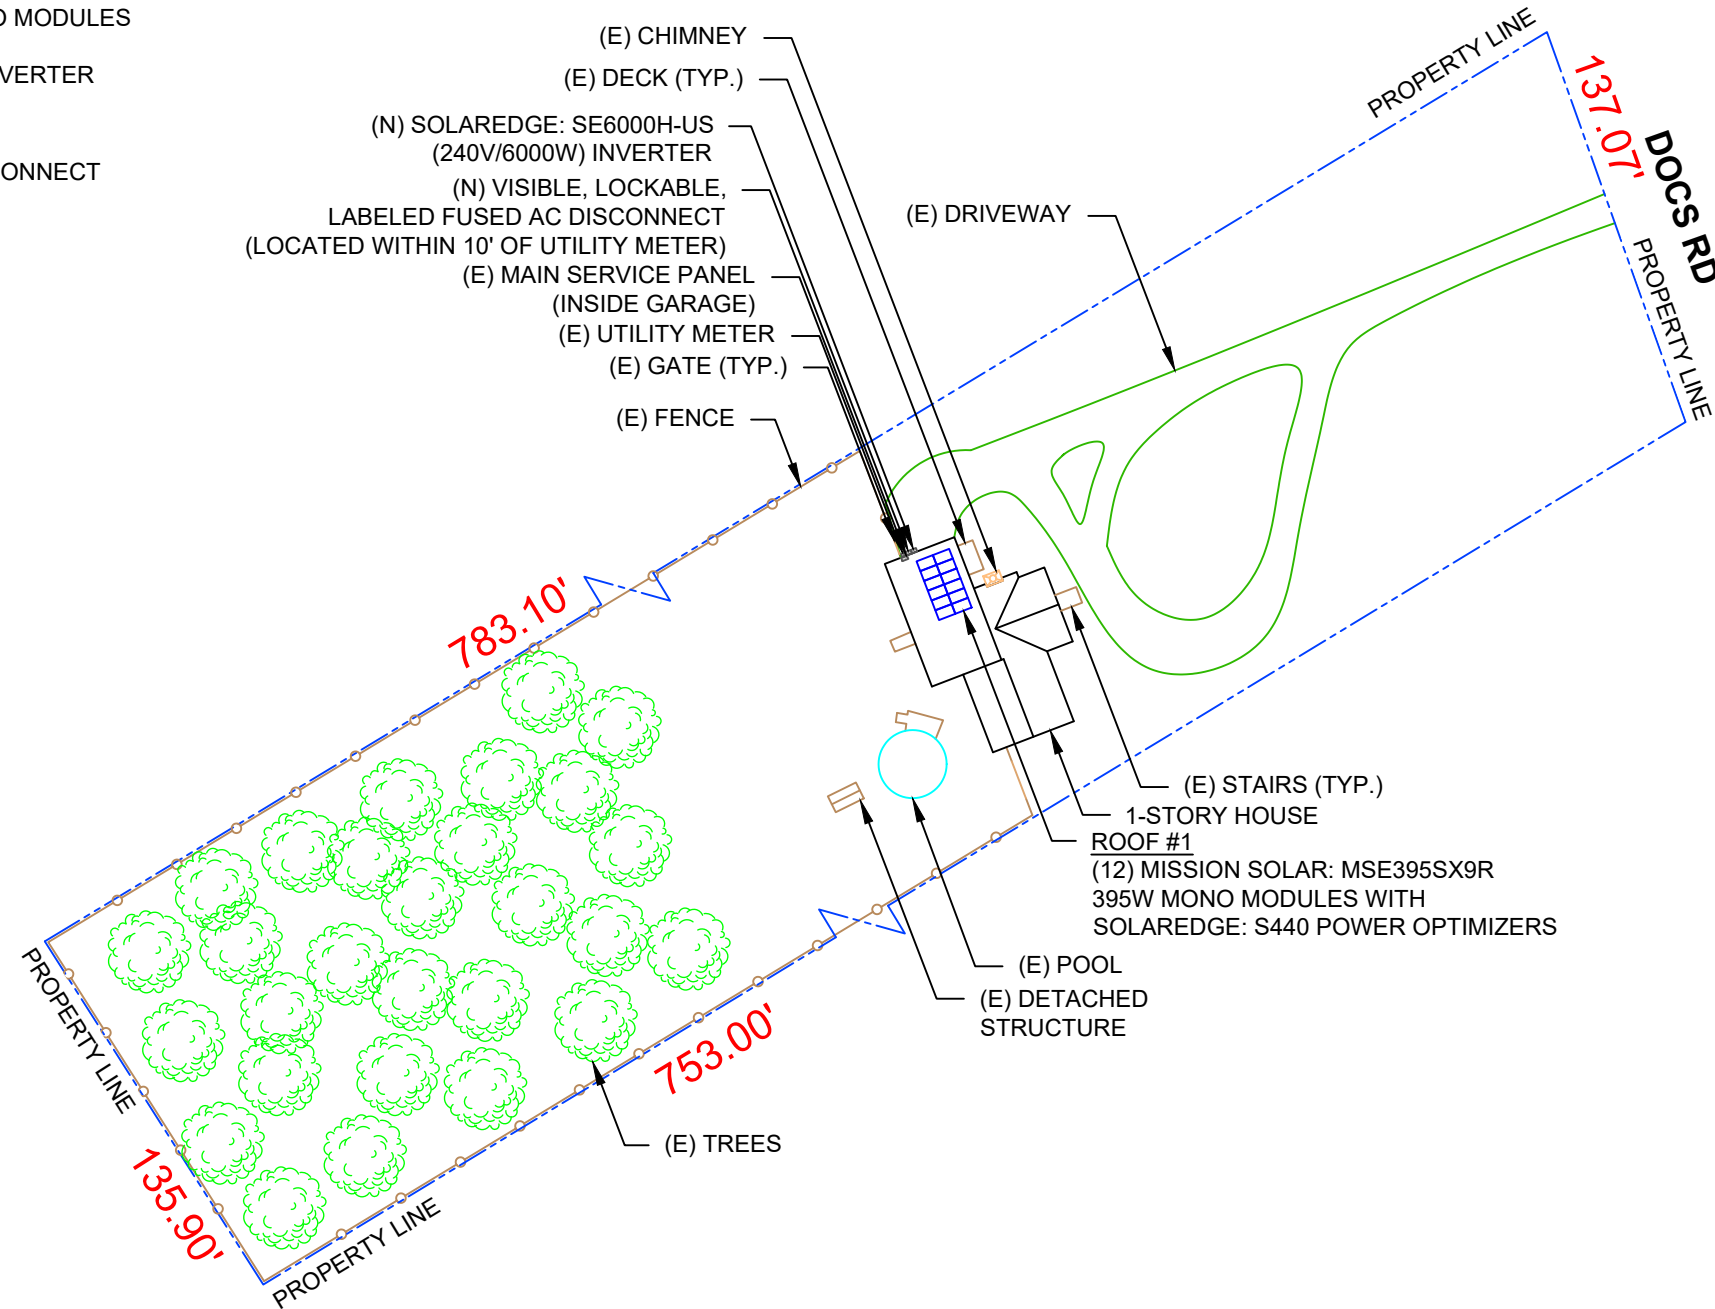 O MODULES
VERTER
ONNECT
(E) CHIMNEY
(E) DECK (TYP.)
(N) SOLAREDGE: SE6000H-US
(240V/6000W) INVERTER
(N) VISIBLE, LOCKABLE,
LABELED FUSED AC DISCONNECT
(LOCATED WITHIN 10' OF UTILITY METER)
(E) MAIN SERVICE PANEL
(INSIDE GARAGE)
(E) UTILITY METER
(E) GATE (TYP.)
(E) FENCE
(E) DRIVEWAY
PROPERTY LINE
137.07'
DOCS RD
PROPERTY LINE
783.10'
(E) STAIRS (TYP.)
1-STORY HOUSE
ROOF #1
(12) MISSION SOLAR: MSE395SX9R
395W MONO MODULES WITH
SOLAREDGE: S440 POWER OPTIMIZERS
(E) POOL
(E) DETACHED
STRUCTURE
753.00'
(E) TREES
PROPERTY LINE
135.90'
PROPERTY LINE